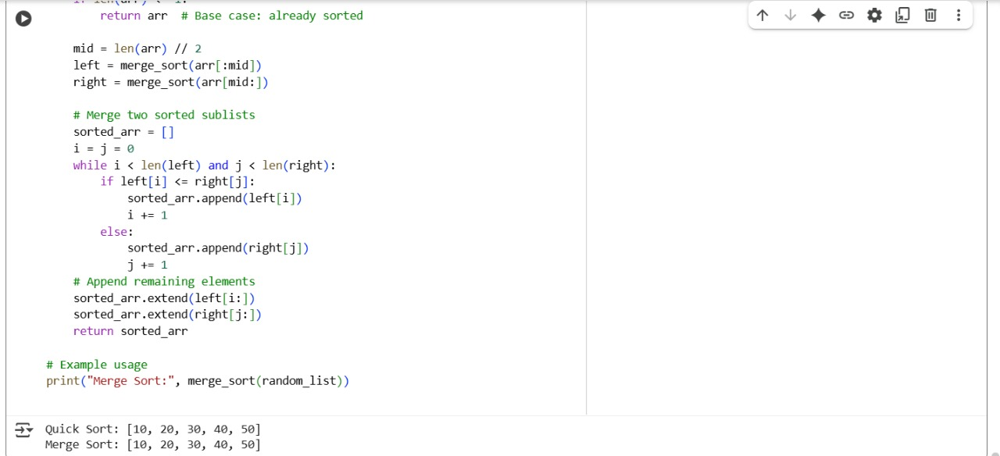 return arr  # Base case: already sorted

    mid = len(arr) // 2
    left = merge_sort(arr[:mid])
    right = merge_sort(arr[mid:])

    # Merge two sorted sublists
    sorted_arr = []
    i = j = 0
    while i < len(left) and j < len(right):
        if left[i] <= right[j]:
            sorted_arr.append(left[i])
            i += 1
        else:
            sorted_arr.append(right[j])
            j += 1
    # Append remaining elements
    sorted_arr.extend(left[i:])
    sorted_arr.extend(right[j:])
    return sorted_arr

# Example usage
print("Merge Sort:", merge_sort(random_list))

Quick Sort: [10, 20, 30, 40, 50]
Merge Sort: [10, 20, 30, 40, 50]